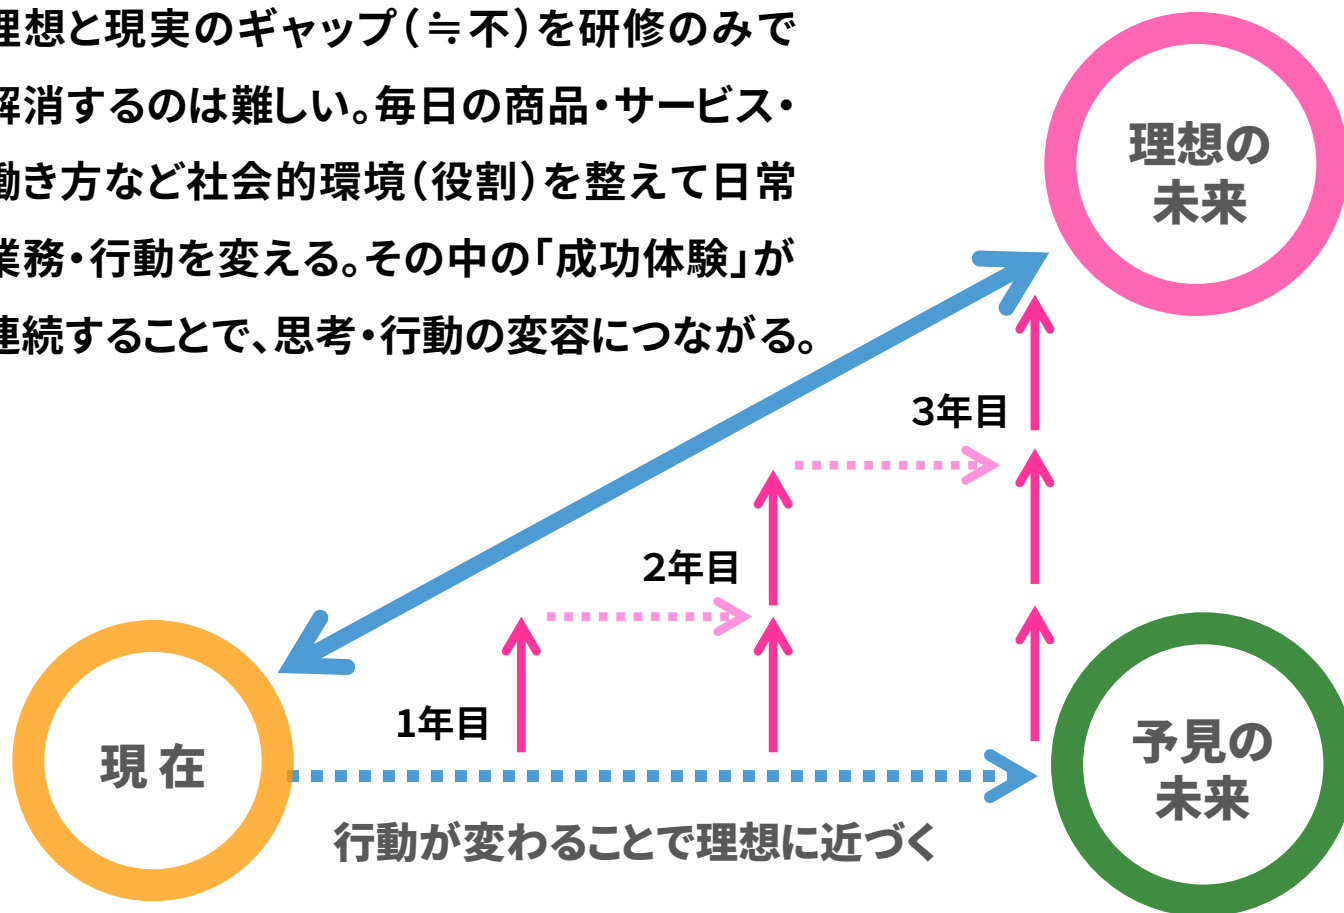 理想と現実のギャップ（≒不）を研修のみで
解消するのは難しい。毎日の商品・サービス・
働き方など社会的環境（役割）を整えて日常
業務・行動を変える。その中の「成功体験」が
連続することで、思考・行動の変容につながる。
理想の
未来
3年目
2年目
1年目
現在
予見の
未来
行動が変わることで理想に近づく